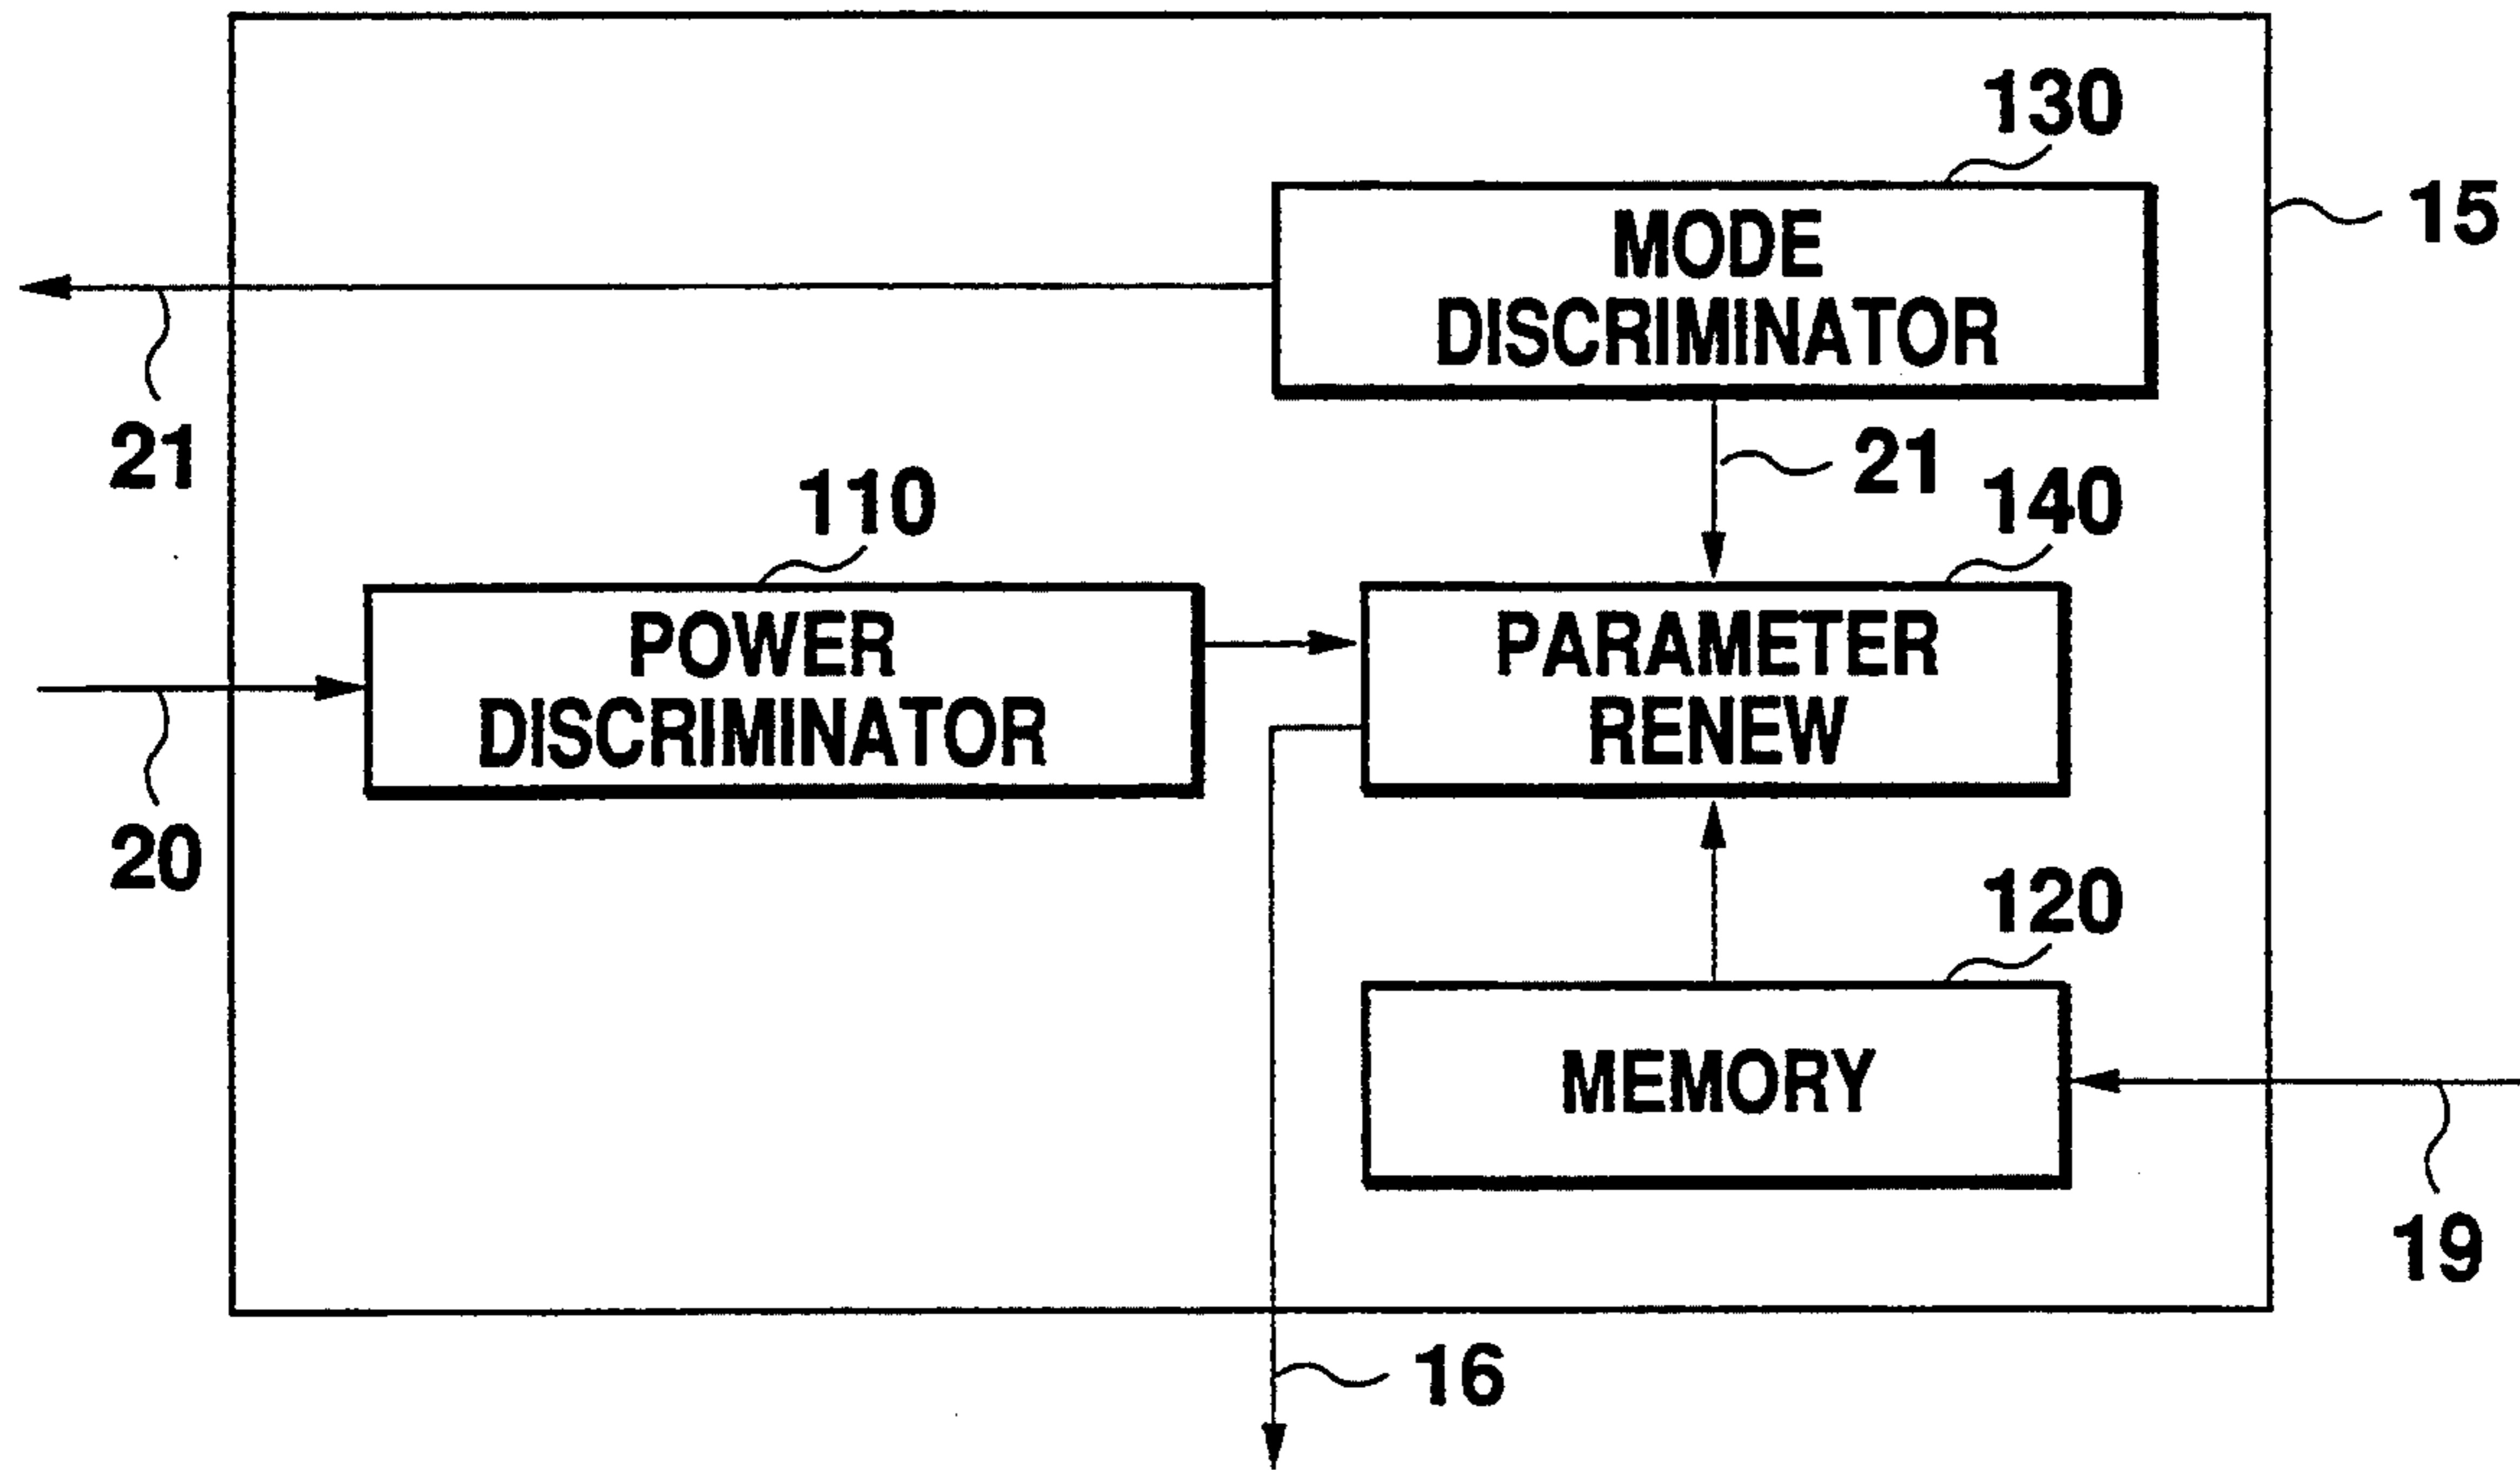 130
15
MODE
DISCRIMINATOR
21
21
140
110
POWER
DISCRIMINATOR
PARAMETER
RENEW
20
120
MEMORY
19
16